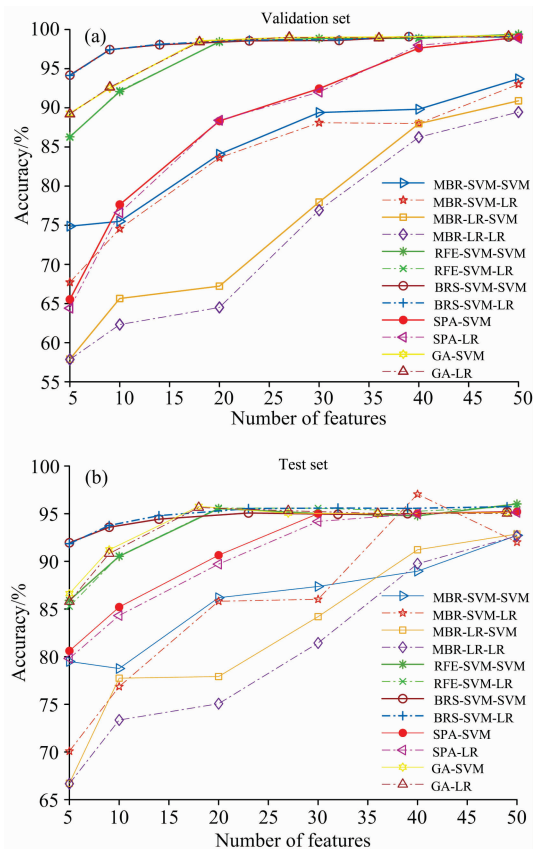 Validation set
(a)
100
95
90
85
80
75
70
65
60
55
Accuracy/%
MBR-SVM-SVM
MBR-SVM-LR
MBR-LR-SVM
MBR-LR-LR
RFE-SVM-SVM
RFE-SVM-LR
BRS-SVM-SVM
BRS-SVM-LR
SPA-SVM
SPA-LR
GA-SVM
GA-LR
5 10 15 20 25 30 35 40 45 50
Number of features
Test set
(b)
100
95
90
85
80
75
70
65
Accuracy/%
MBR-SVM-SVM
MBR-SVM-LR
MBR-LR-SVM
MBR-LR-LR
RFE-SVM-SVM
RFE-SVM-LR
BRS-SVM-SVM
BRS-SVM-LR
SPA-SVM
SPA-LR
GA-SVM
GA-LR
5 10 15 20 25 30 35 40 45 50
Number of features